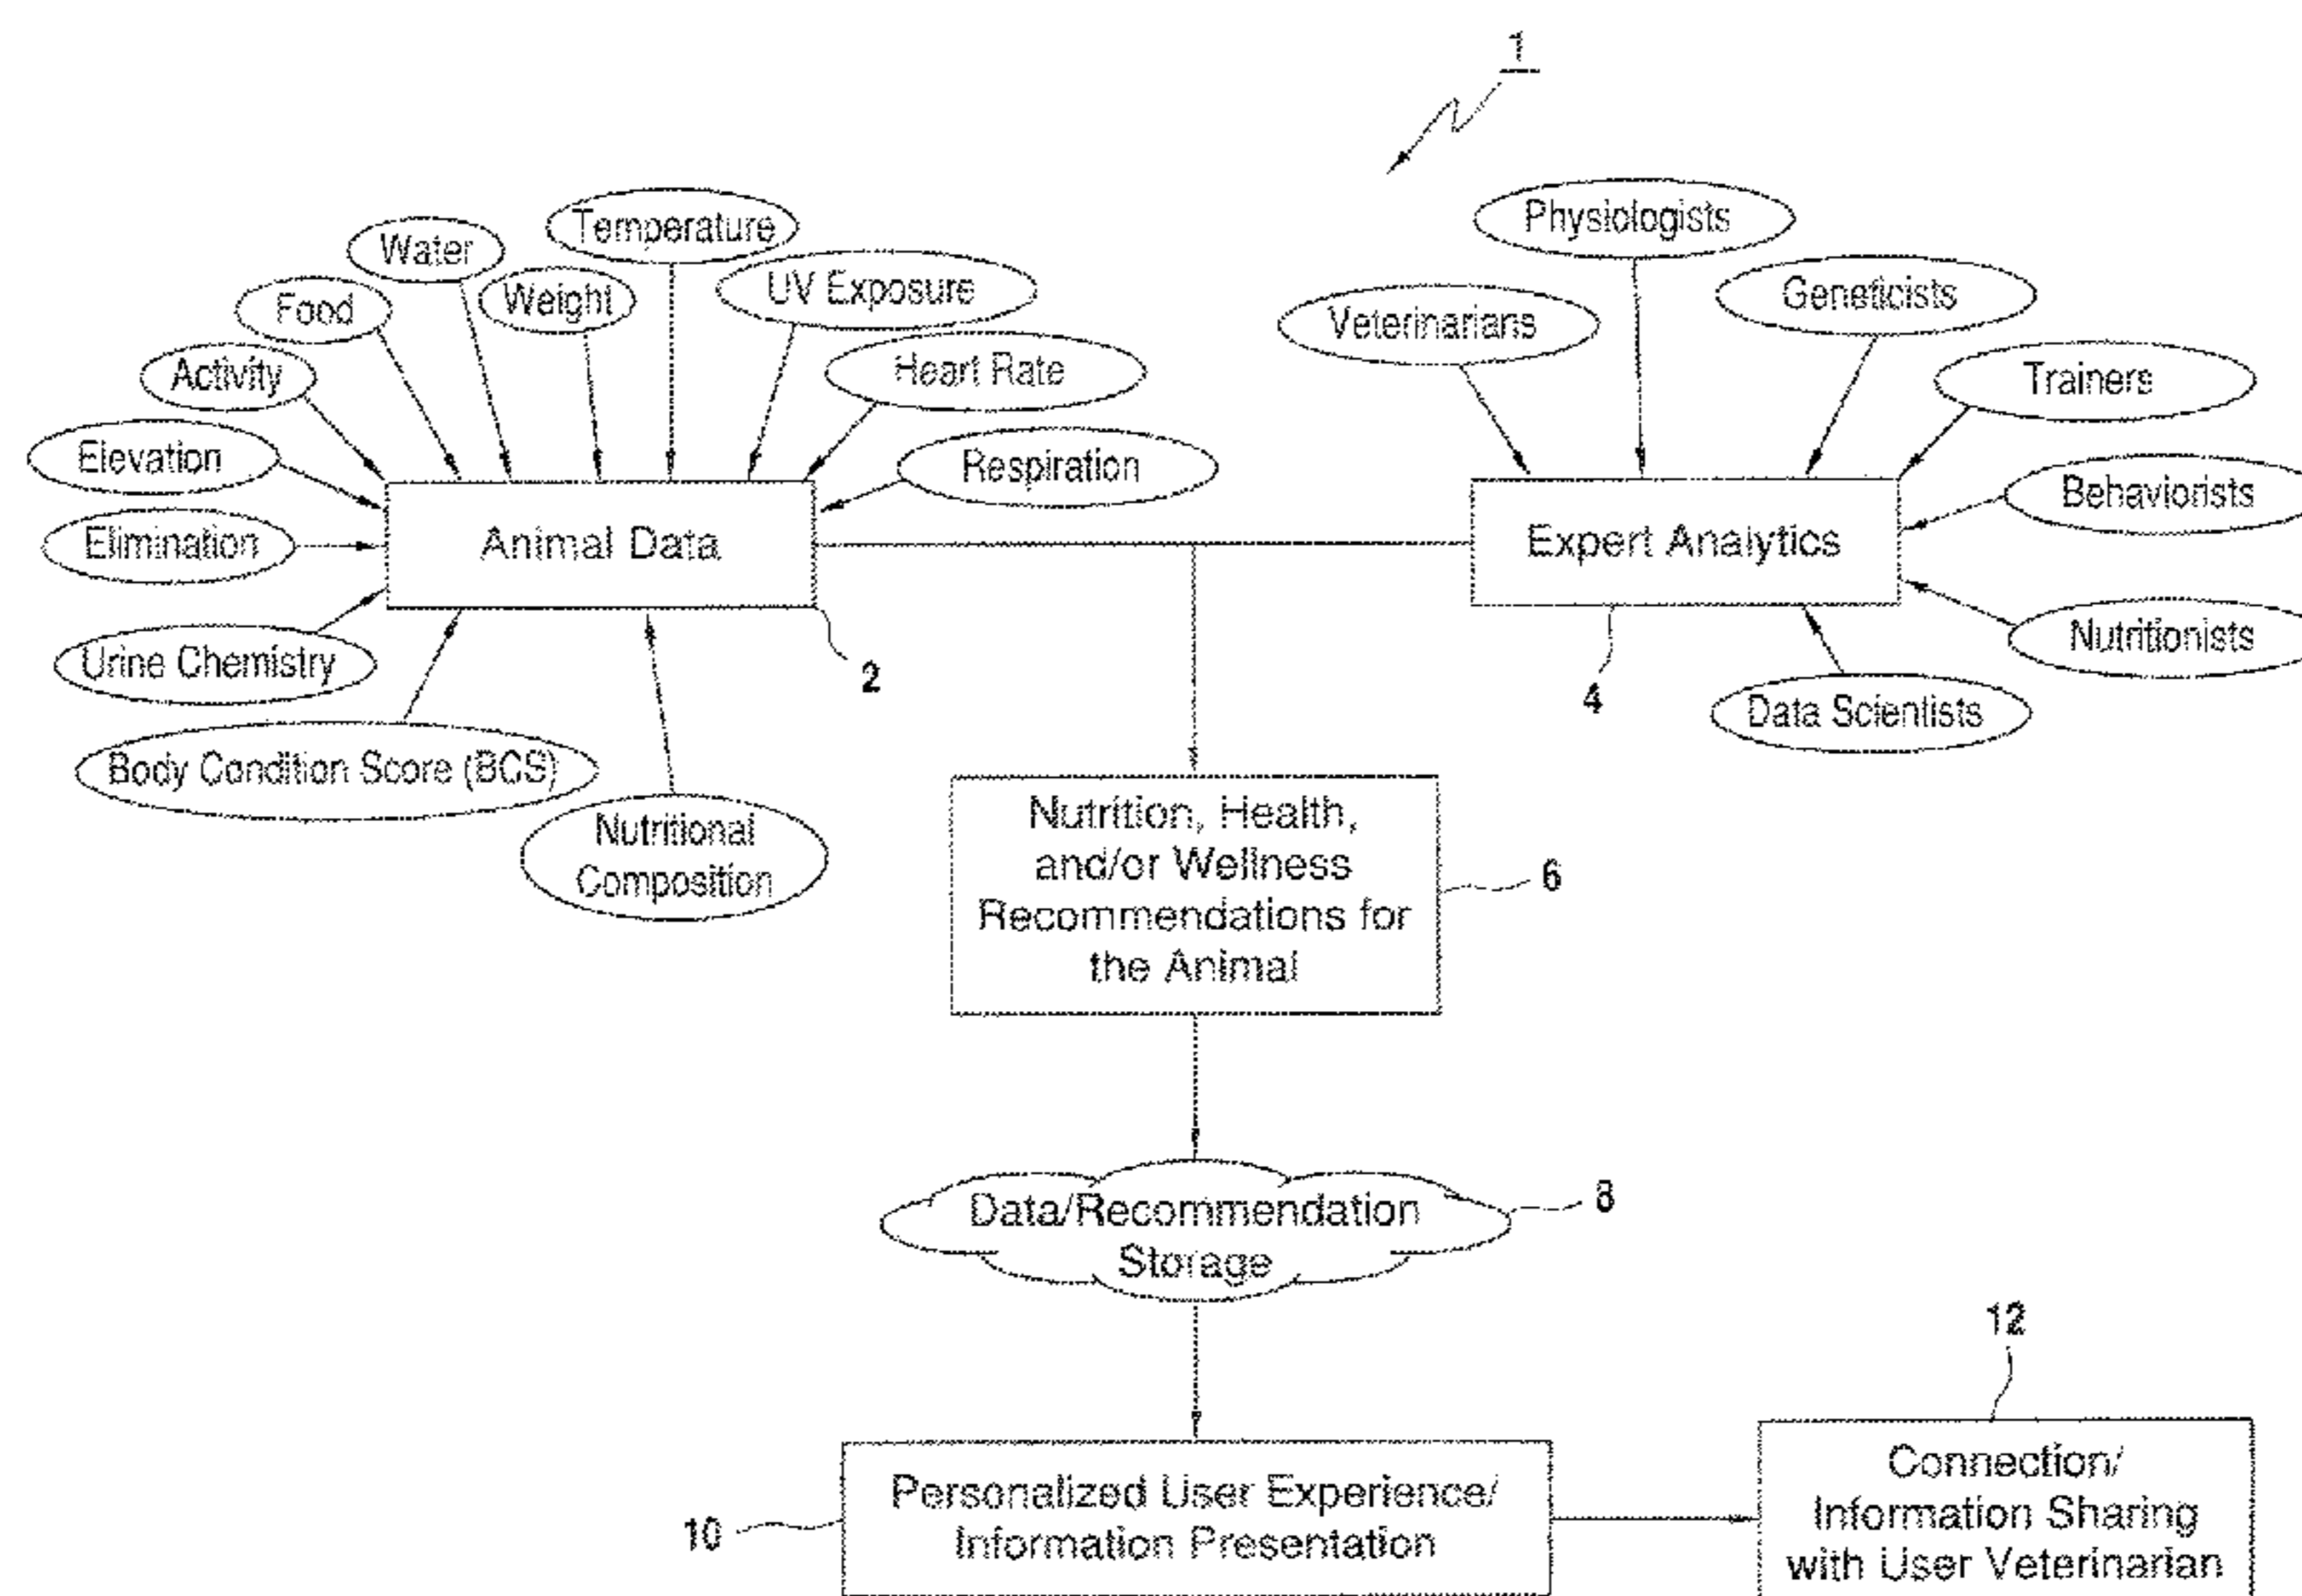 1
Temperature
Water
UV Exposure
Weight
Food
Heart Rate
Activity
Respiration
Elevation
Elimination
Animal Data
Urine Chemistry
2
Body Condition Score (BCS)
Nutritional
Composition
Physiologists
Geneticists
Veterinarians
Trainers
Behaviorists
Expert Analytics
Nutritionists
4
Data Scientists
Nutrition, Health,
and/or Wellness
Recommendations for
the Animal
6
Data/Recommendation
Storage
8
12
Personalized User Experience/
Information Presentation
10
Connection/
Information Sharing
with User Veterinarian